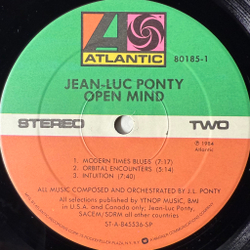 ATLANTIC
80185-1
JEAN-LUC PONTY
OPEN MIND
STEREO TWO
℗ 1984
Atlantic
1. MODERN TIMES BLUES (7:17)
2. ORBITAL ENCOUNTERS (5:14)
3. INTUITION (7:40)
ALL MUSIC COMPOSED AND ORCHESTRATED BY J.L. PONTY
All selections published by YTNOP MUSIC, BMI
in U.S.A. and Canada only; Jean-Luc Ponty,
SACEM/SDRM all other countries
ST-A-845536-SP